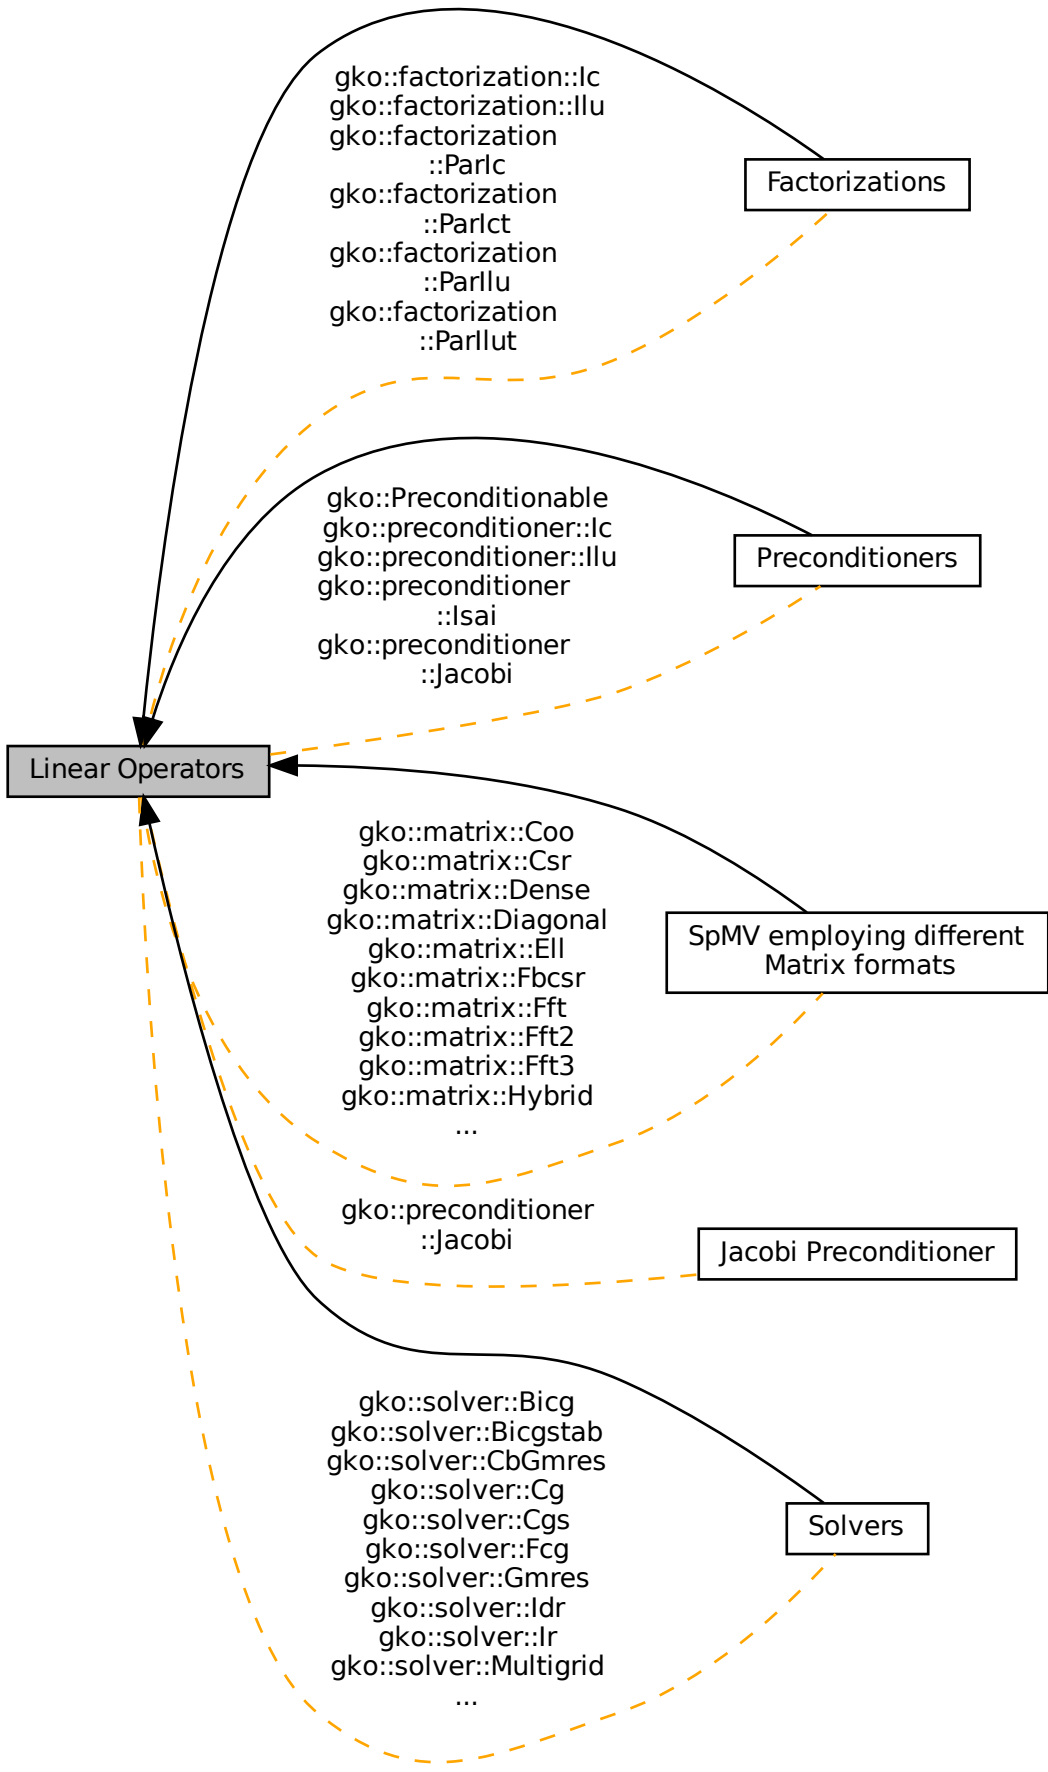 gko::factorization::Ic
gko::factorization::Ilu
gko::factorization
::ParIc
gko::factorization
::ParIct
gko::factorization
::ParIlu
gko::factorization
::ParIlut
Factorizations
gko::Preconditionable
gko::preconditioner::Ic
gko::preconditioner::Ilu
gko::preconditioner
::Isai
gko::preconditioner
::Jacobi
Preconditioners
Linear Operators
gko::matrix::Coo
gko::matrix::Csr
gko::matrix::Dense
gko::matrix::Diagonal
gko::matrix::Ell
gko::matrix::Fbcsr
gko::matrix::Fft
gko::matrix::Fft2
gko::matrix::Fft3
gko::matrix::Hybrid
...
SpMV employing different
Matrix formats
gko::preconditioner
::Jacobi
Jacobi Preconditioner
gko::solver::Bicg
gko::solver::Bicgstab
gko::solver::CbGmres
gko::solver::Cg
gko::solver::Cgs
gko::solver::Fcg
gko::solver::Gmres
gko::solver::Idr
gko::solver::Ir
gko::solver::Multigrid
...
Solvers